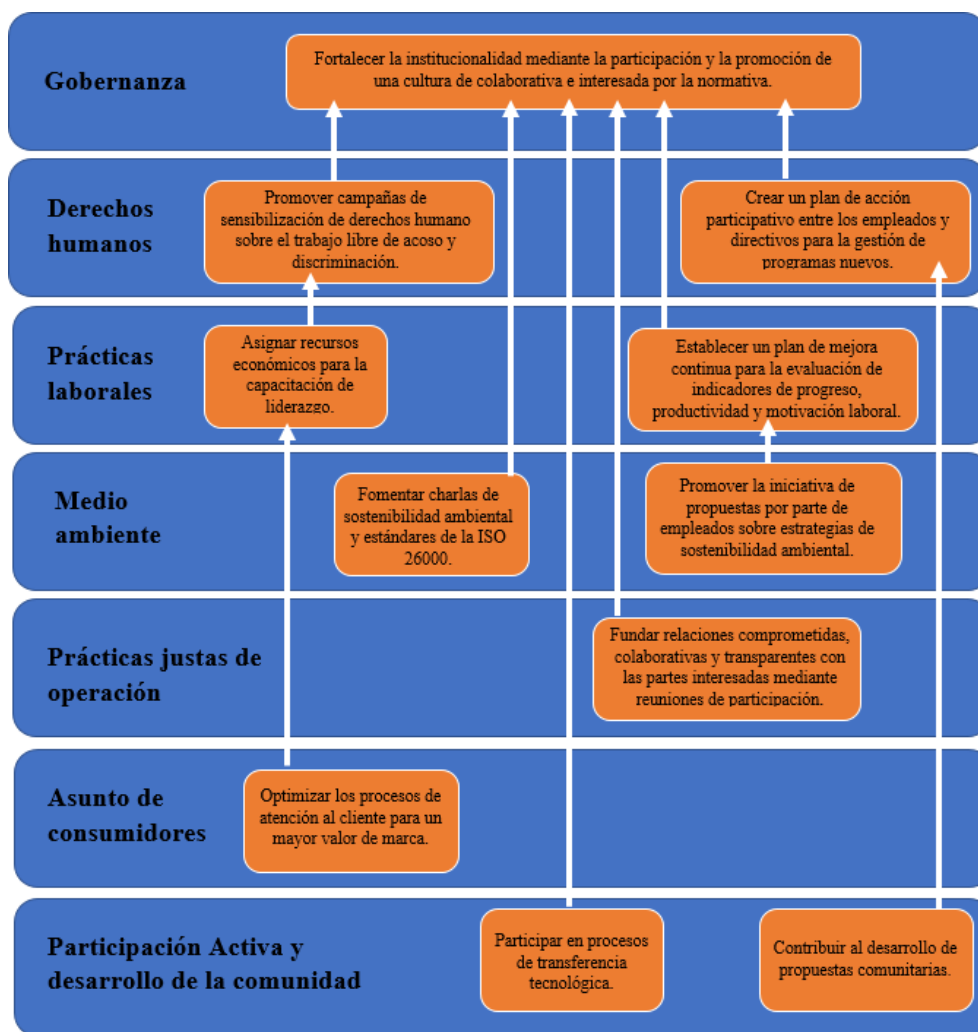 Gobernanza
Fortalecer la institucionalidad mediante la participación y la promoción de
una cultura de colaborativa e interesada por la normativa.
Derechos
humanos
Promover campañas de
sensibilización de derechos humano
sobre el trabajo libre de acoso y
discriminación.
Crear un plan de acción
participativo entre los empleados y
directivos para la gestión de
programas nuevos.
Prácticas
laborales
Asignar recursos
económicos para la
capacitación de
liderazgo.
Establecer un plan de mejora
continua para la evaluación de
indicadores de progreso,
productividad y motivación laboral.
Medio
ambiente
Fomentar charlas de
sostenibilidad ambiental
y estándares de la ISO
26000.
Promover la iniciativa de
propuestas por parte de
empleados sobre estrategias de
sostenibilidad ambiental.
Prácticas justas de
operación
Fundar relaciones comprometidas,
colaborativas y transparentes con
las partes interesadas mediante
reuniones de participación.
Asunto de
consumidores
Optimizar los procesos de
atención al cliente para un
mayor valor de marca.
Participación Activa y
desarrollo de la comunidad
Participar en procesos
de transferencia
tecnológica.
Contribuir al desarrollo de
propuestas comunitarias.